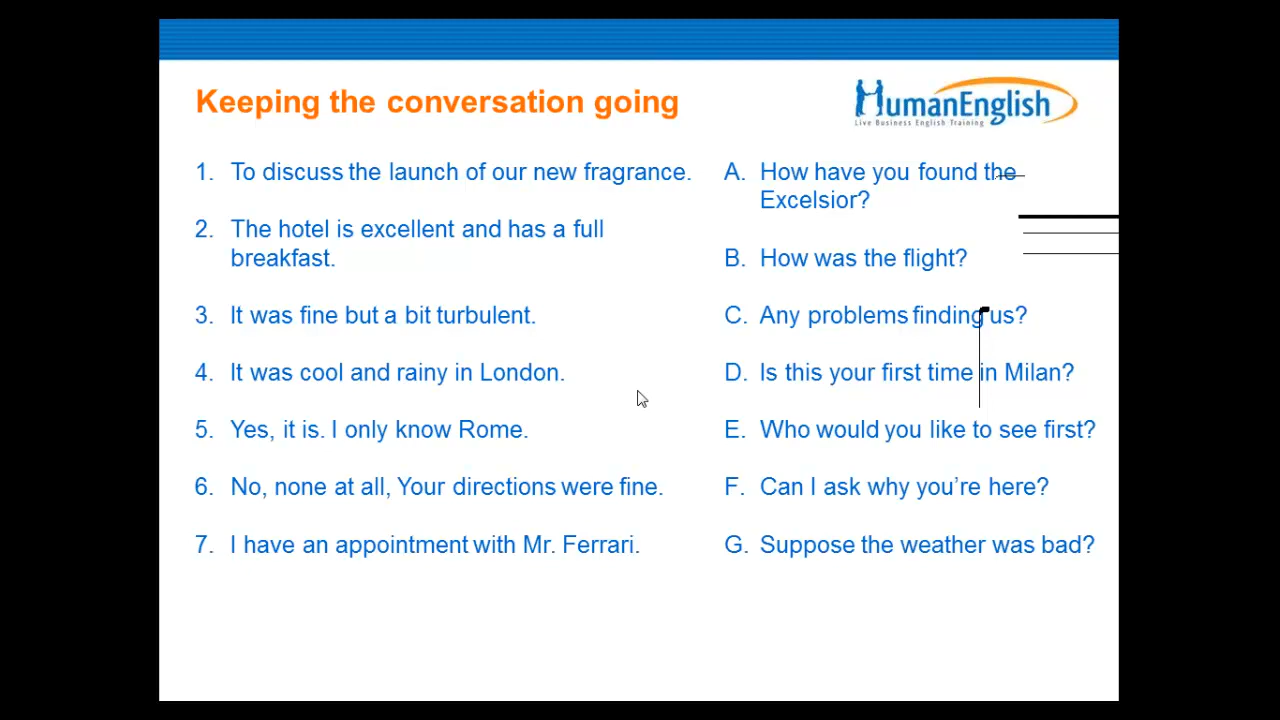 Keeping the conversation going
HumanEnglish
Live Business English Training
1. To discuss the launch of our new fragrance.
2. The hotel is excellent and has a full
breakfast.
3. It was fine but a bit turbulent.
4. It was cool and rainy in London.
5. Yes, it is. I only know Rome.
6. No, none at all, Your directions were fine.
7. I have an appointment with Mr. Ferrari.
A. How have you found the
Excelsior?
B. How was the flight?
C. Any problems finding us?
D. Is this your first time in Milan?
E. Who would you like to see first?
F. Can I ask why you’re here?
G. Suppose the weather was bad?